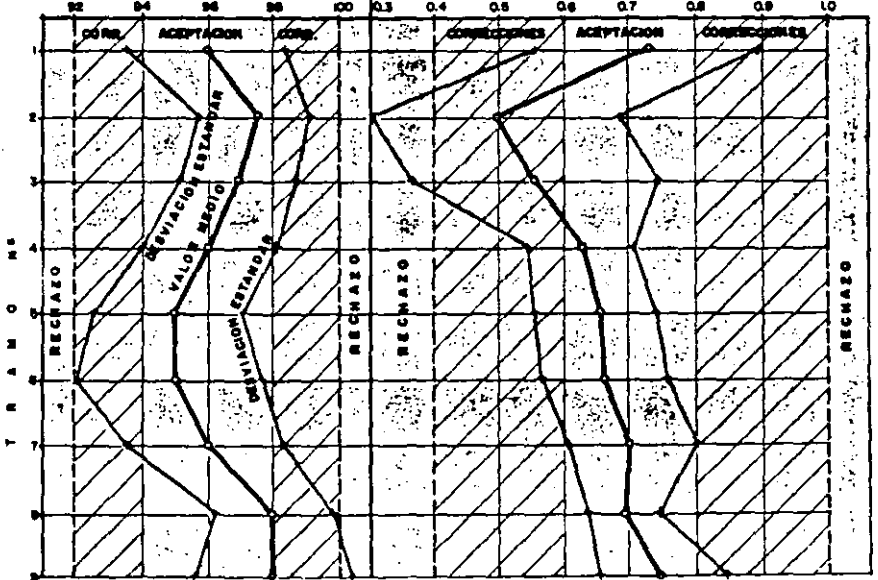 92 94 96 98 100 0.3 0.4 0.5 0.6 0.7 0.8 0.9 1.0
CORR. ACEPTACION CORR. CORRECCIONES ACEPTACION CORRECCIONES
1
2
3
4
5
6
7
8
9
TRAMO Nº
RECHAZO
DESVIACION ESTANDAR
VALOR MEDIO
DESVIACION ESTANDAR
RECHAZO
RECHAZO
RECHAZO